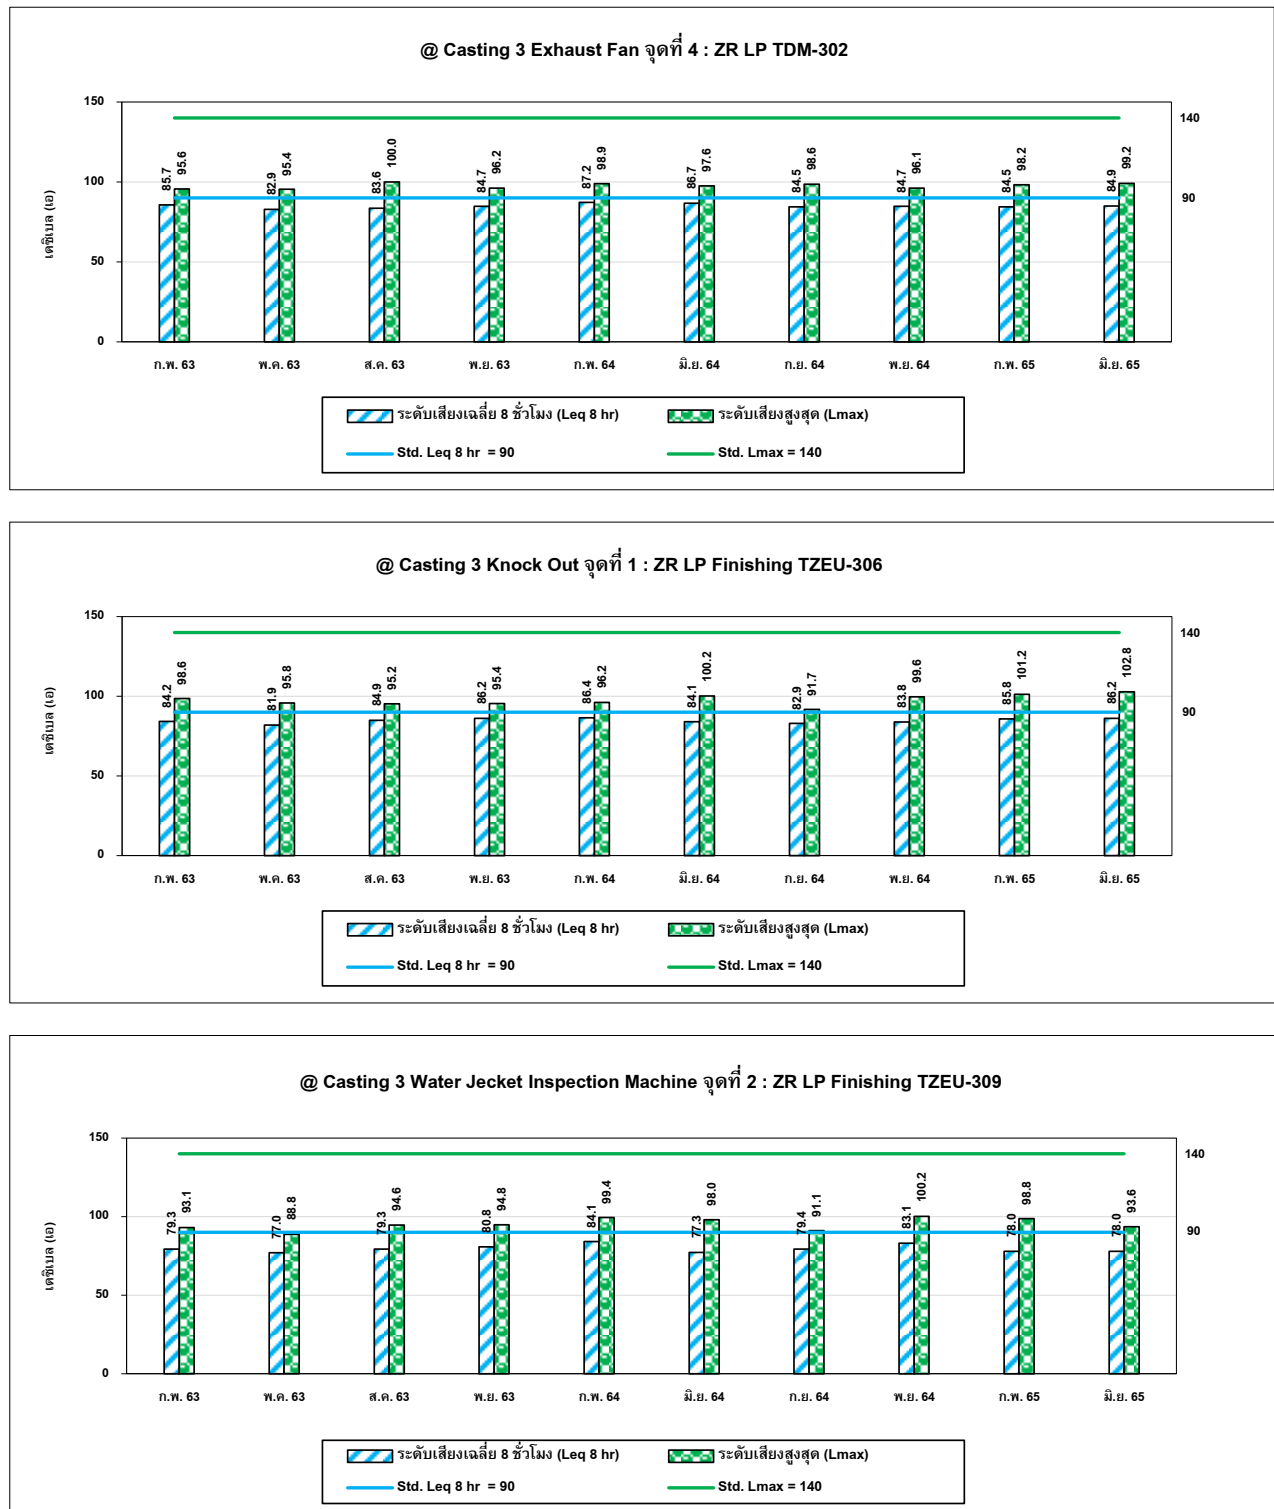 @ Casting 3 Exhaust Fan จุดที่ 4 : ZR LP TDM-302
เดซิเบล (เอ)
150
100
50
0
85.7 95.6 82.9 95.4 83.6 100.0 84.7 96.2 87.2 98.9 86.7 97.6 84.5 98.6 84.7 96.1 84.5 98.2 84.9 99.2
140
90
ก.พ. 63 พ.ค. 63 ส.ค. 63 พ.ย. 63 ก.พ. 64 มิ.ย. 64 ก.ย. 64 พ.ย. 64 ก.พ. 65 มิ.ย. 65
ระดับเสียงเฉลี่ย 8 ชั่วโมง (Leq 8 hr) ระดับเสียงสูงสุด (Lmax)
Std. Leq 8 hr = 90 Std. Lmax = 140
@ Casting 3 Knock Out จุดที่ 1 : ZR LP Finishing TZEU-306
เดซิเบล (เอ)
150
100
50
0
84.2 98.6 81.9 95.8 84.9 95.2 86.2 95.4 86.4 96.2 84.1 100.2 82.9 91.7 83.8 99.6 85.8 101.2 86.2 102.8
140
90
ก.พ. 63 พ.ค. 63 ส.ค. 63 พ.ย. 63 ก.พ. 64 มิ.ย. 64 ก.ย. 64 พ.ย. 64 ก.พ. 65 มิ.ย. 65
ระดับเสียงเฉลี่ย 8 ชั่วโมง (Leq 8 hr) ระดับเสียงสูงสุด (Lmax)
Std. Leq 8 hr = 90 Std. Lmax = 140
@ Casting 3 Water Jecket Inspection Machine จุดที่ 2 : ZR LP Finishing TZEU-309
เดซิเบล (เอ)
150
100
50
0
79.3 93.1 77.0 88.8 79.3 94.6 80.8 94.8 84.1 99.4 77.3 98.0 79.4 91.1 83.1 100.2 78.0 98.8 78.0 93.6
140
90
ก.พ. 63 พ.ค. 63 ส.ค. 63 พ.ย. 63 ก.พ. 64 มิ.ย. 64 ก.ย. 64 พ.ย. 64 ก.พ. 65 มิ.ย. 65
ระดับเสียงเฉลี่ย 8 ชั่วโมง (Leq 8 hr) ระดับเสียงสูงสุด (Lmax)
Std. Leq 8 hr = 90 Std. Lmax = 140